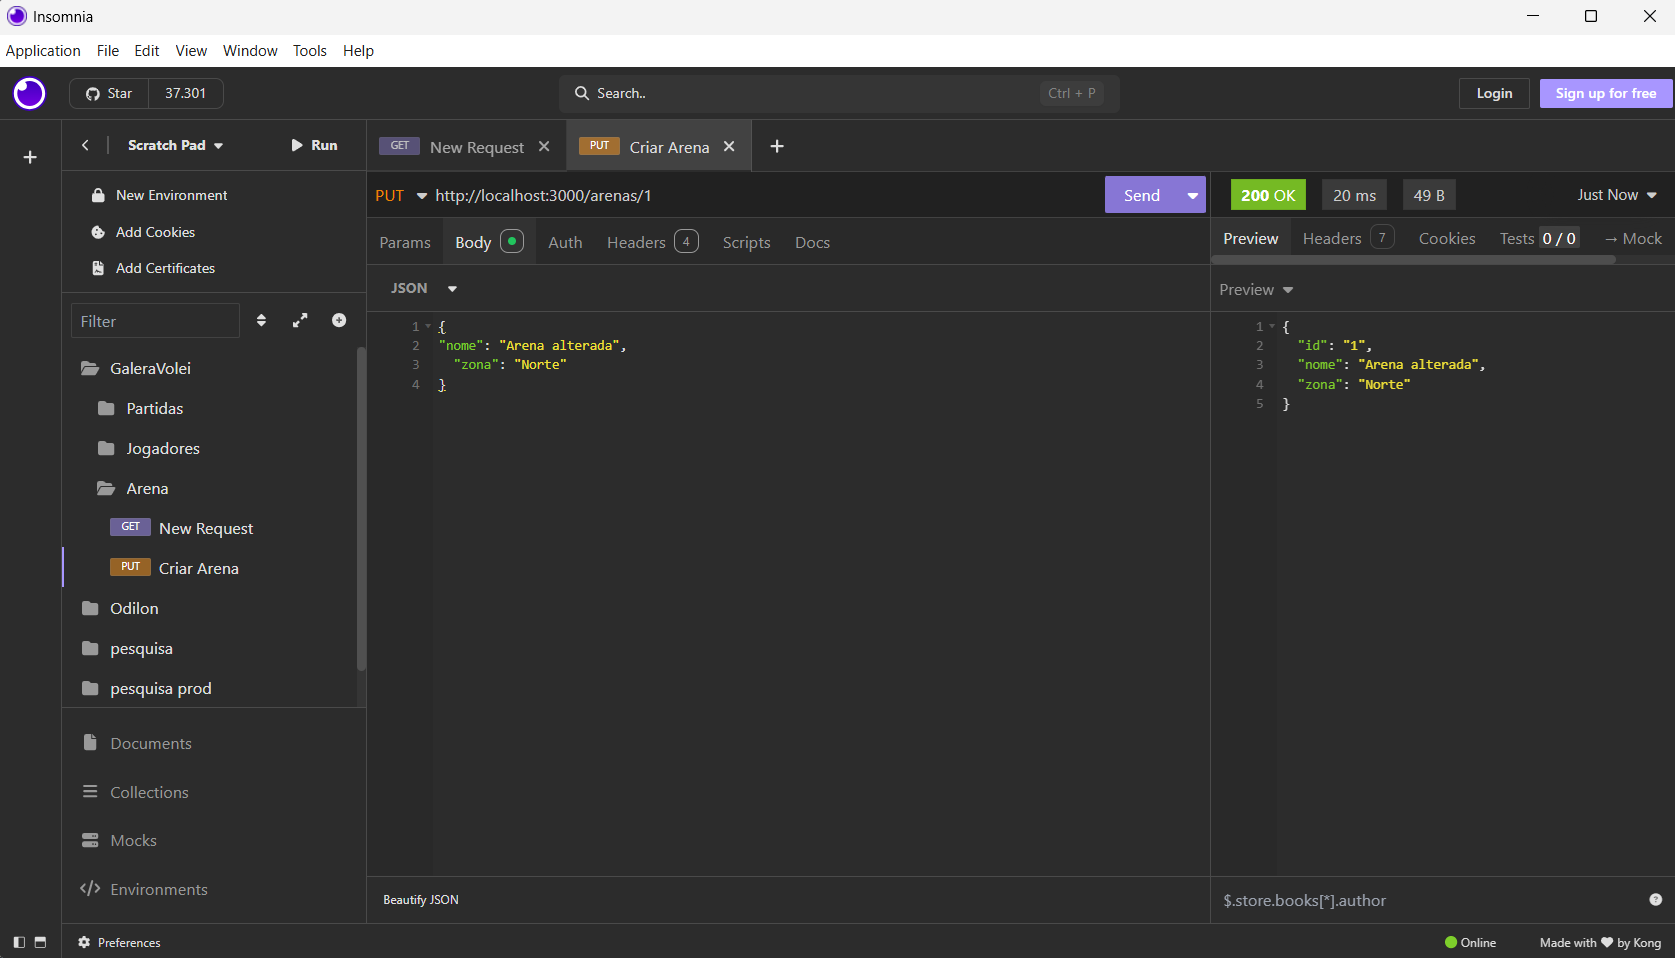 Insomnia
Application File Edit View Window Tools Help
Star 37.301
Search.. Ctrl + P
Login Sign up for free
Scratch Pad Run
New Environment
Add Cookies
Add Certificates
Filter
GaleraVolei
Partidas
Jogadores
Arena
GET New Request
PUT Criar Arena
Odilon
pesquisa
pesquisa prod
Documents
Collections
Mocks
Environments
Preferences
GET New Request PUT Criar Arena
PUT http://localhost:3000/arenas/1 Send
Params Body Auth Headers 4 Scripts Docs
JSON
1 {
2 "nome": "Arena alterada",
3 "zona": "Norte"
4 }
Beautify JSON
200 OK 20 ms 49 B Just Now
Preview Headers 7 Cookies Tests 0 / 0 → Mock
Preview
1 {
2 "id": "1",
3 "nome": "Arena alterada",
4 "zona": "Norte"
5 }
$.store.books[*].author
Online Made with ❤ by Kong